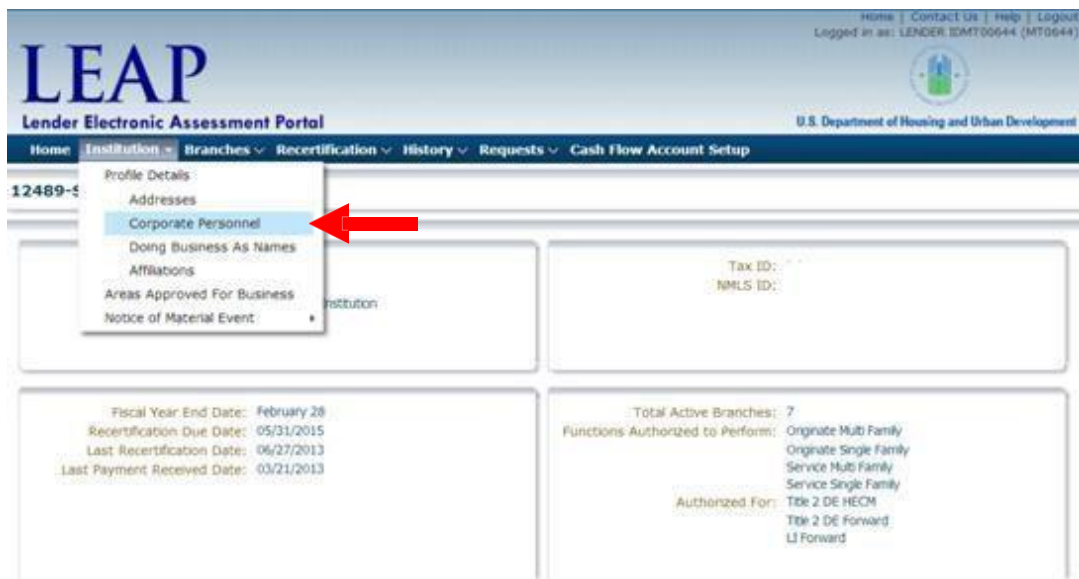 Home | Contact Us | Help | Logout
Logged in as: LENDER IDMT00644 (MT0644)
LEAP
Lender Electronic Assessment Portal
U.S. Department of Housing and Urban Development
Home Institution Branches Recertification History Requests Cash Flow Account Setup
12489-S
Profile Details
Addresses
Corporate Personnel
Doing Business As Names
Affiliations
Areas Approved For Business
Notice of Material Event
nstitution
Tax ID:
NMLS ID:
Fiscal Year End Date: February 28
Recertification Due Date: 05/31/2015
Last Recertification Date: 06/27/2013
Last Payment Received Date: 03/21/2013
Total Active Branches: 7
Functions Authorized to Perform: Originate Multi Family
Originate Single Family
Service Multi Family
Service Single Family
Authorized For: Title 2 DE HECM
Title 2 DE Forward
LI Forward